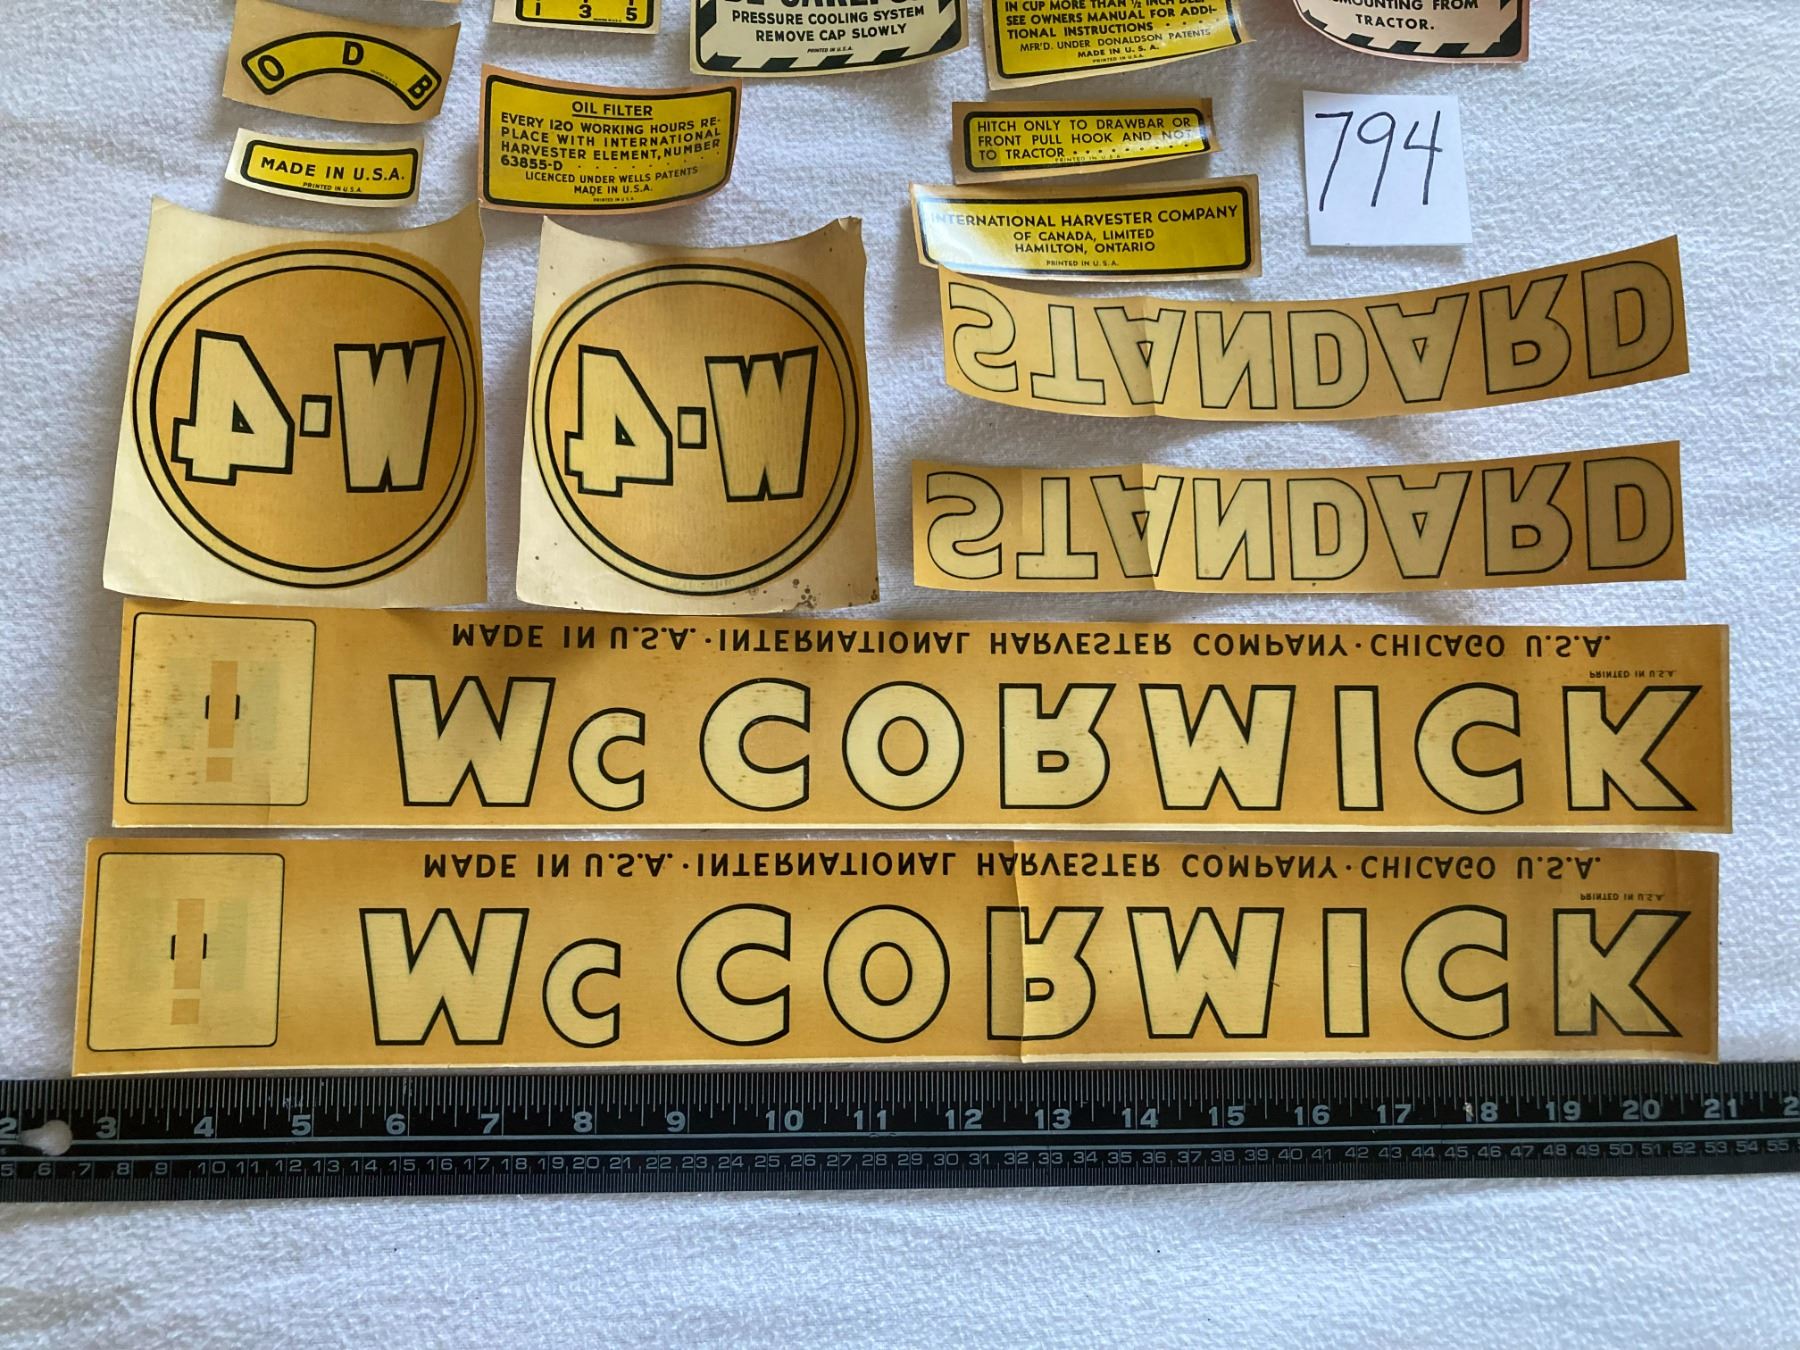 1 3 5
PRESSURE COOLING SYSTEM
REMOVE CAP SLOWLY
PRINTED IN U.S.A.
IN CUP MORE THAN ½ INCH
SEE OWNERS MANUAL FOR ADDI-
TIONAL INSTRUCTIONS . . . .
MFR'D. UNDER DONALDSON PATENTS
MADE IN U. S. A.
FROM
TRACTOR.
O D B
MADE IN U.S.A.
PRINTED IN U.S.A.
OIL FILTER
EVERY 120 WORKING HOURS RE-
PLACE WITH INTERNATIONAL
HARVESTER ELEMENT, NUMBER
63855-D . . . . . . .
LICENCED UNDER WELLS PATENTS
MADE IN U.S.A.
PRINTED IN U.S.A.
HITCH ONLY TO DRAWBAR OR
FRONT PULL HOOK AND NOT
TO TRACTOR . . . . . . . . .
PRINTED IN U.S.A.
794
INTERNATIONAL HARVESTER COMPANY
OF CANADA, LIMITED
HAMILTON, ONTARIO
PRINTED IN U.S.A.
4-W
4-W
STANDARD
STANDARD
MADE IN U.S.A. · INTERNATIONAL HARVESTER COMPANY · CHICAGO U.S.A.
PRINTED IN U.S.A.
McCORMICK
MADE IN U.S.A. · INTERNATIONAL HARVESTER COMPANY · CHICAGO U.S.A.
PRINTED IN U.S.A.
McCORMICK
2 3 4 5 6 7 8 9 10 11 12 13 14 15 16 17 18 19 20 21
5 6 7 8 9 10 11 12 13 14 15 16 17 18 19 20 21 22 23 24 25 26 27 28 29 30 31 32 33 34 35 36 37 38 39 40 41 42 43 44 45 46 47 48 49 50 51 52 53 54 55